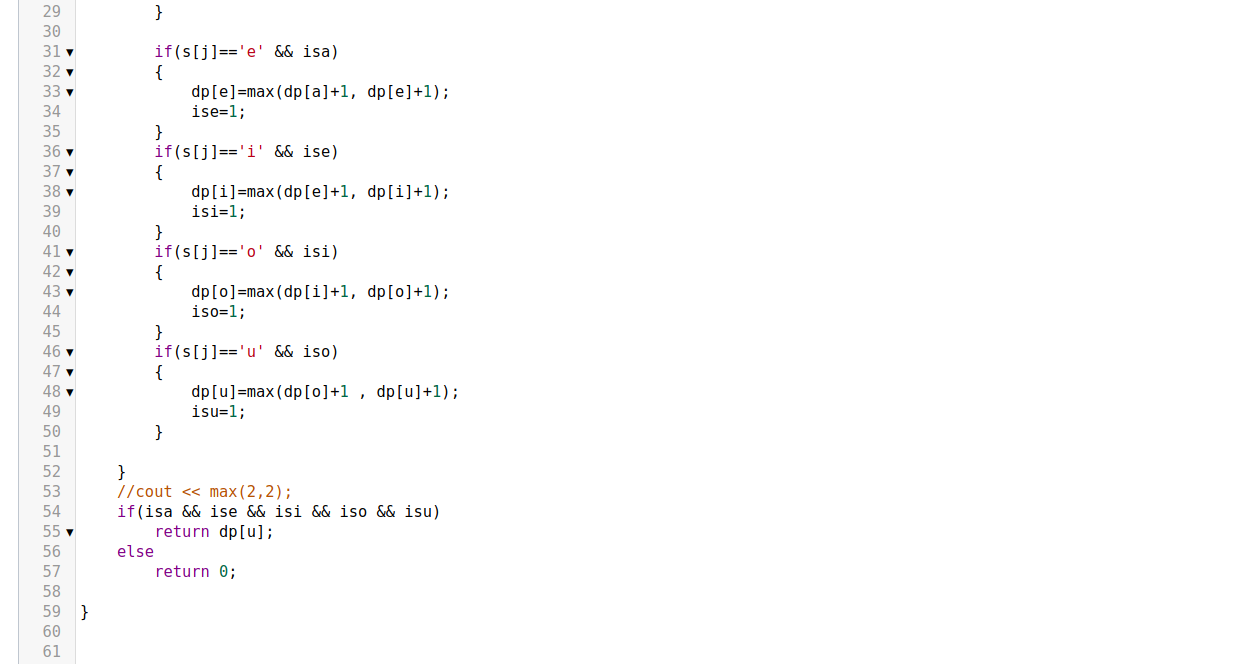 29        }
30
31▼        if(s[j]=='e' && isa)
32▼        {
33▼            dp[e]=max(dp[a]+1, dp[e]+1);
34            ise=1;
35        }
36▼        if(s[j]=='i' && ise)
37▼        {
38▼            dp[i]=max(dp[e]+1, dp[i]+1);
39            isi=1;
40        }
41▼        if(s[j]=='o' && isi)
42▼        {
43▼            dp[o]=max(dp[i]+1, dp[o]+1);
44            iso=1;
45        }
46▼        if(s[j]=='u' && iso)
47▼        {
48▼            dp[u]=max(dp[o]+1 , dp[u]+1);
49            isu=1;
50        }
51
52    }
53    //cout << max(2,2);
54    if(isa && ise && isi && iso && isu)
55▼        return dp[u];
56    else
57        return 0;
58
59}
60
61